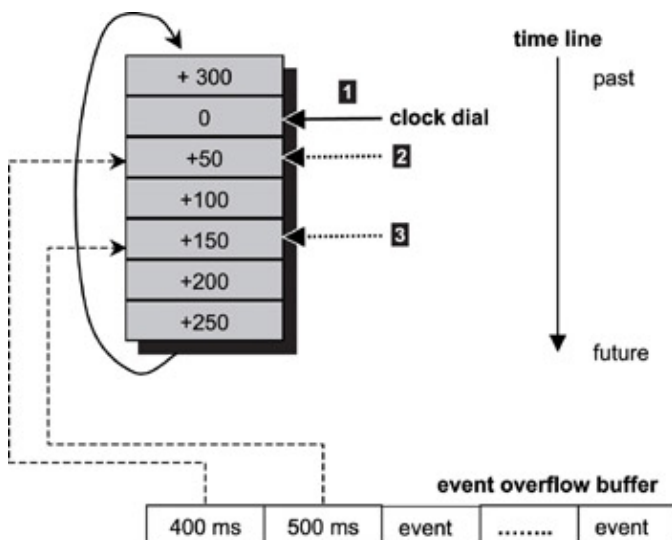 time line
past
+ 300
1
0
clock dial
+50
2
+100
+150
3
+200
+250
future
event overflow buffer
400 ms
500 ms
event
........
event